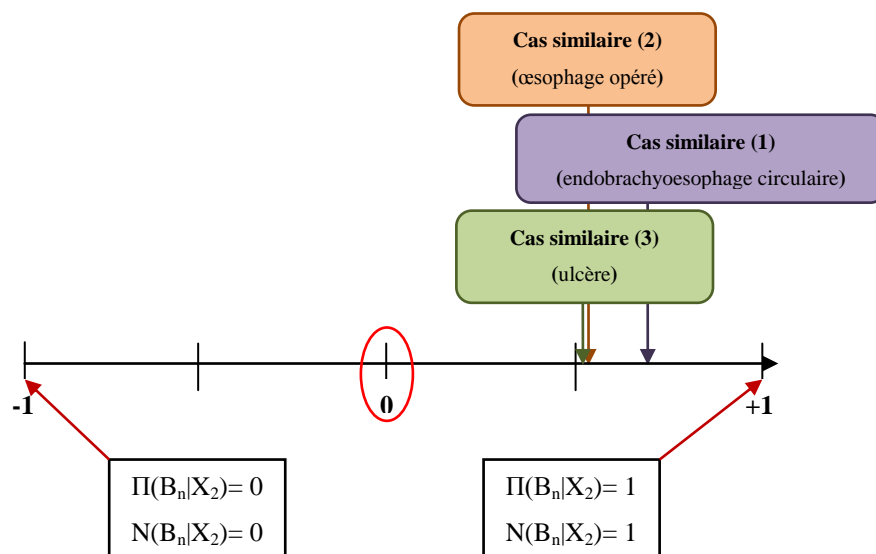 Cas similaire (2)
(œsophage opéré)
Cas similaire (1)
(endobrachyoesophage circulaire)
Cas similaire (3)
(ulcère)
-1 0 +1
Π(Bₙ|X₂)= 0
N(Bₙ|X₂)= 0
Π(Bₙ|X₂)= 1
N(Bₙ|X₂)= 1